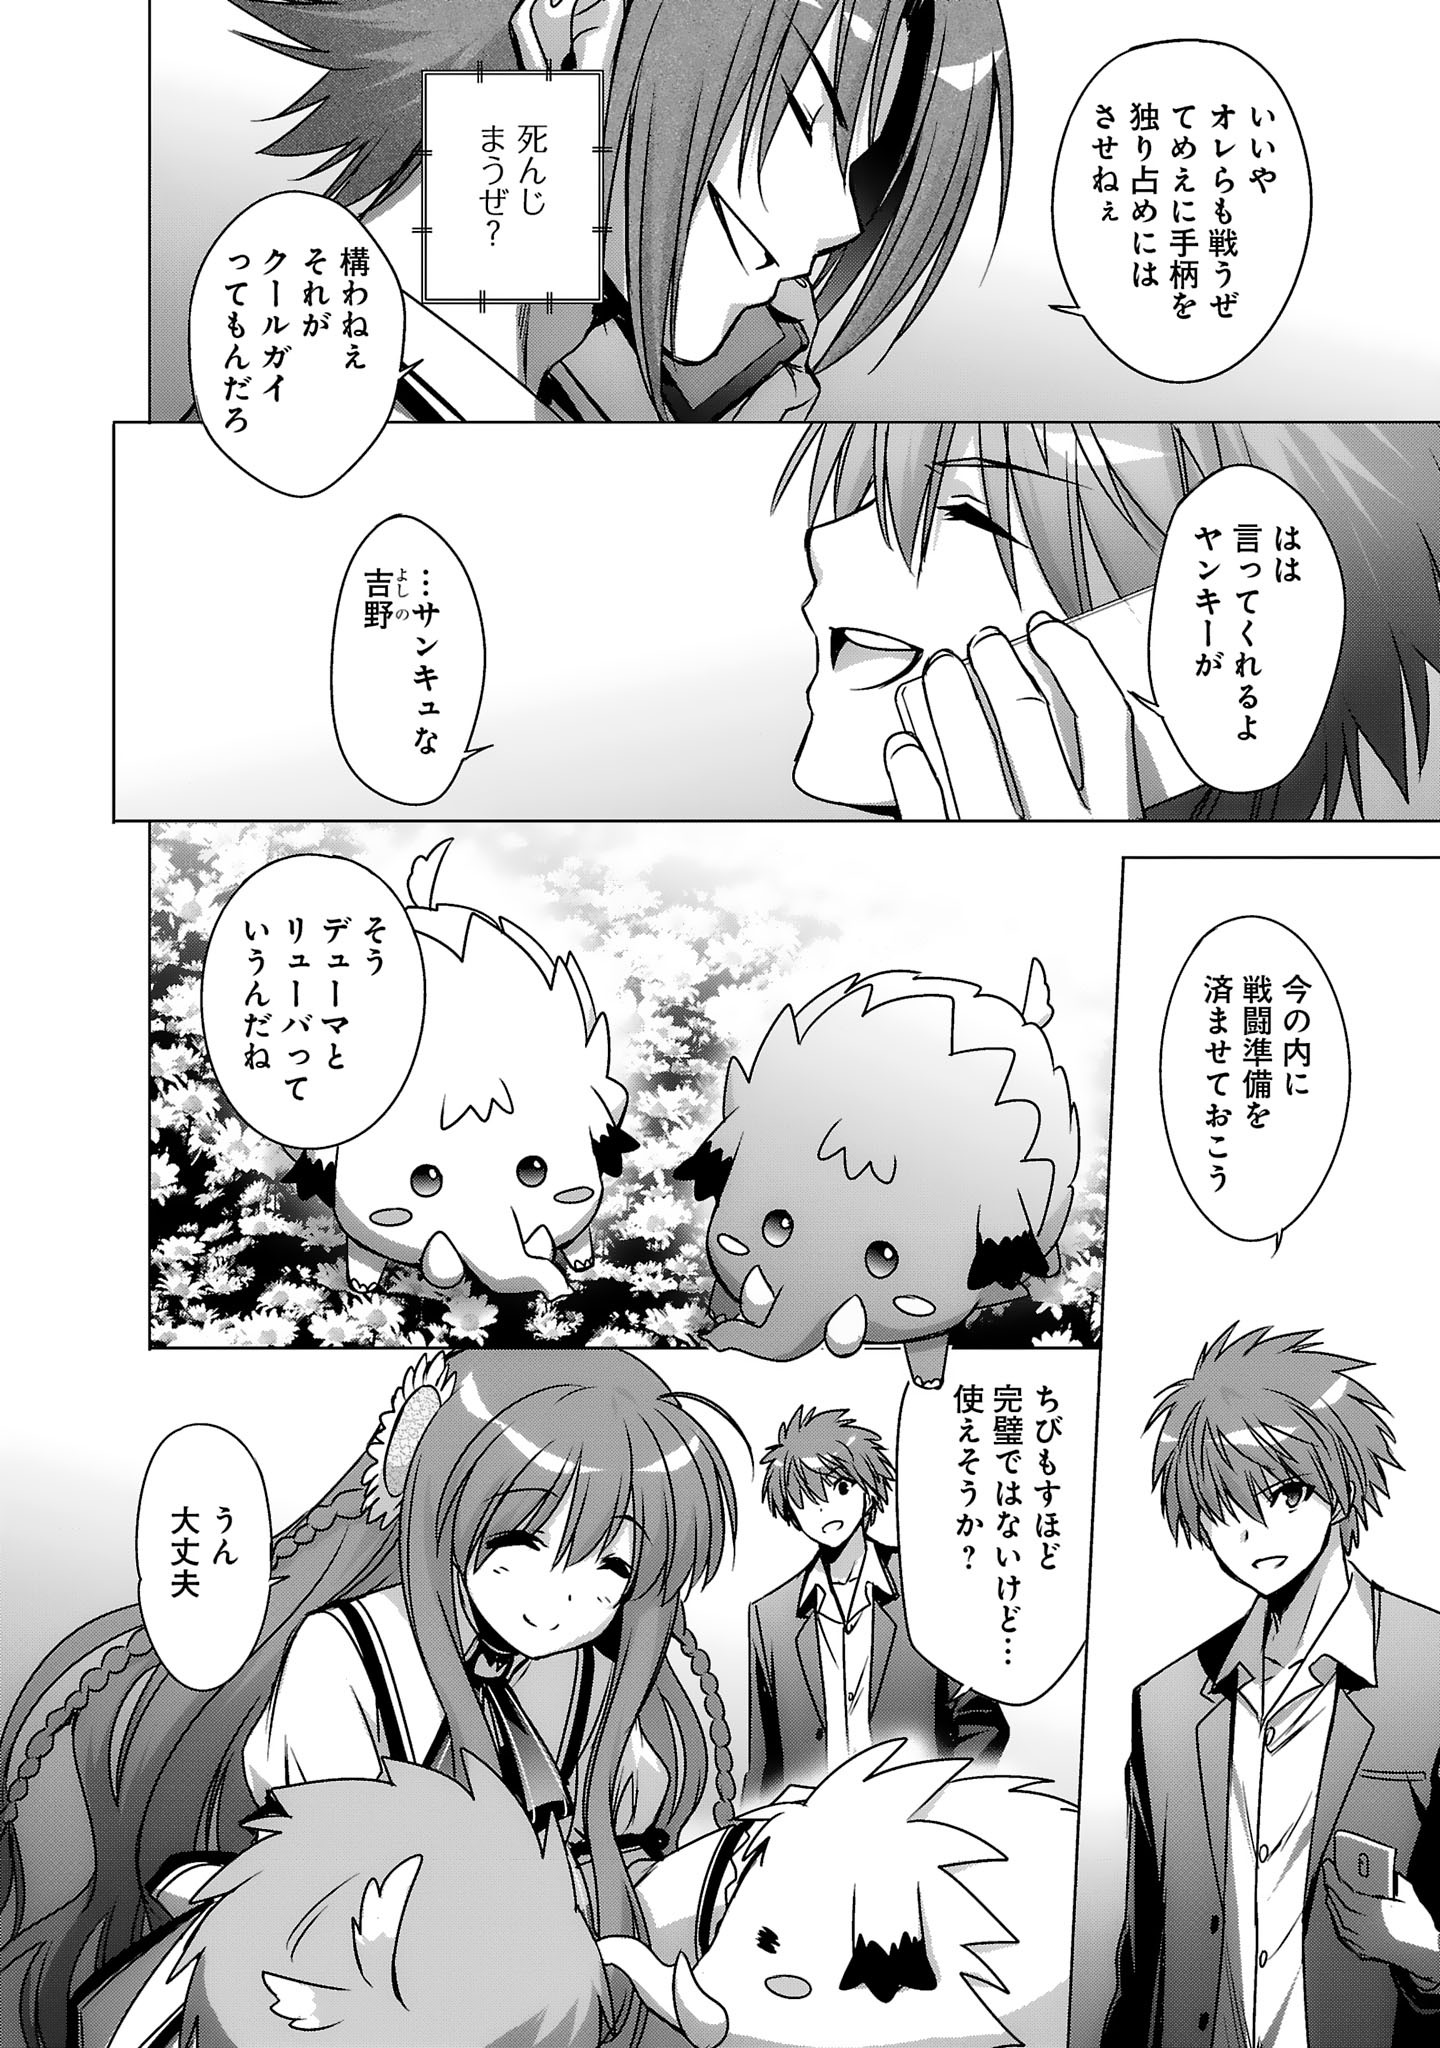 いいや
オレらも戦うぜ
てめえに手柄を
独り占めには
させねぇ
死んじ
まうぜ?
構わねえ
それが
クールガイ
ってもんだろ
はは
言ってくれるよ
ヤンキーが
…サンキュな
吉野
よしの
今の内に
戦闘準備を
済ませておこう
そう
デューマと
リューバって
いうんだね
ちびもすほど
完璧ではないけど…
使えそうか?
うん
大丈夫